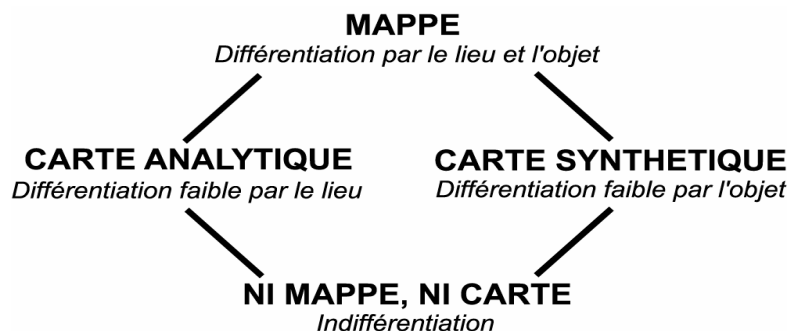 MAPPE
Différentiation par le lieu et l'objet
CARTE ANALYTIQUE
Différentiation faible par le lieu
CARTE SYNTHETIQUE
Différentiation faible par l'objet
NI MAPPE, NI CARTE
Indifférentiation